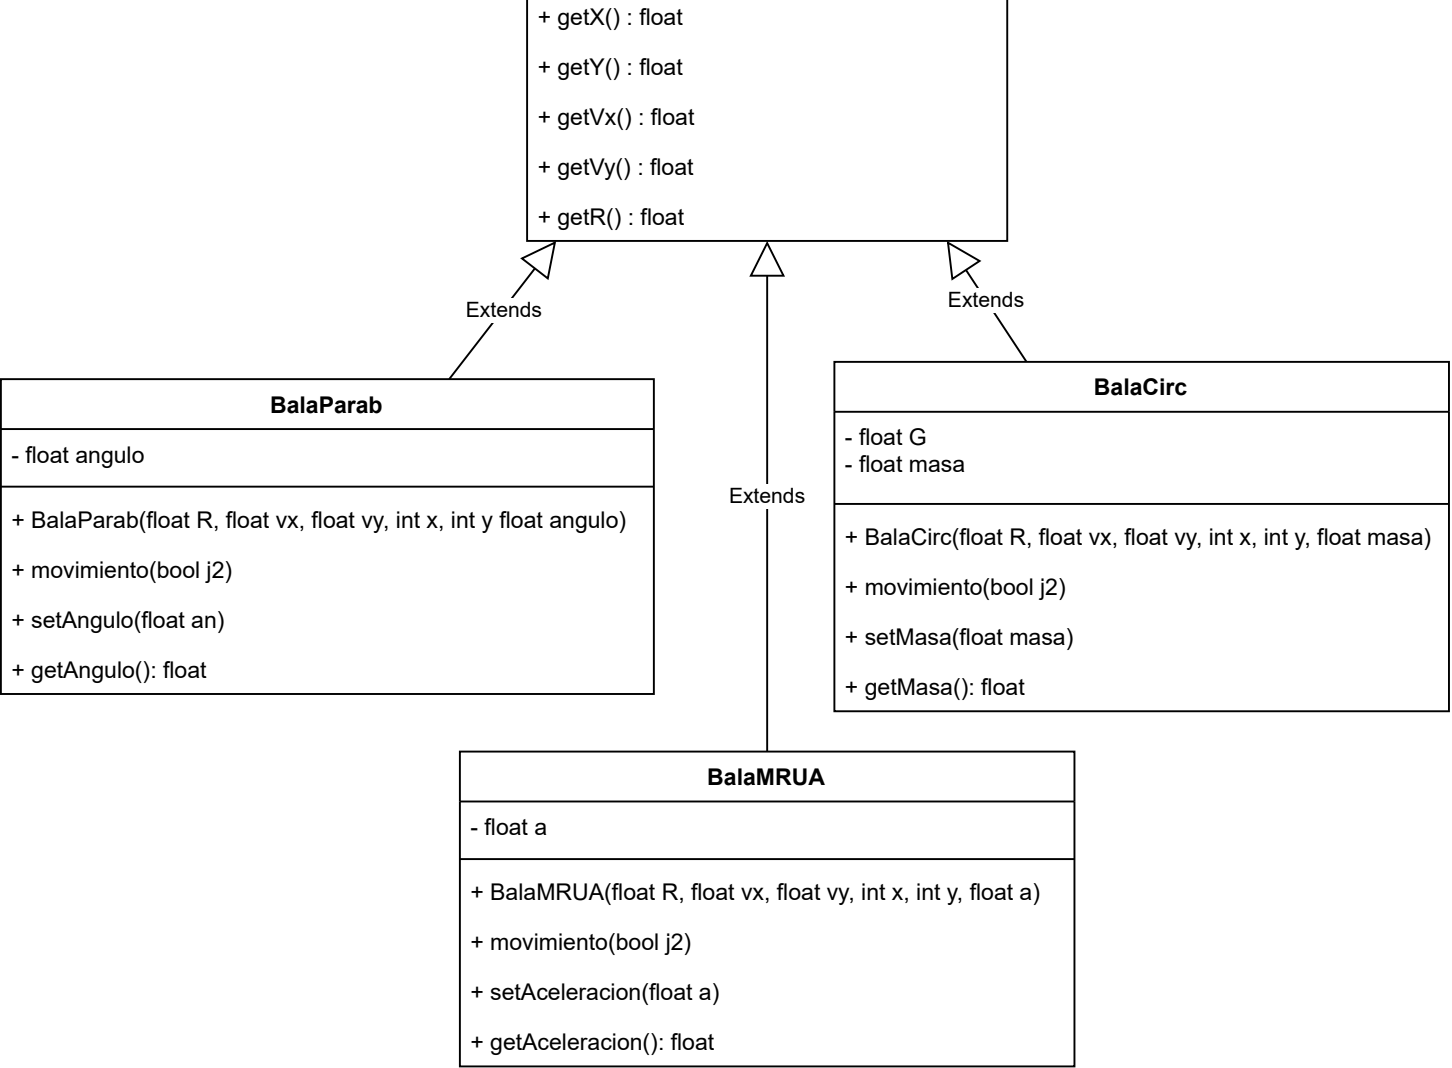 + getX() : float
+ getY() : float
+ getVx() : float
+ getVy() : float
+ getR() : float
Extends
Extends
Extends
BalaParab
- float angulo
+ BalaParab(float R, float vx, float vy, int x, int y float angulo)
+ movimiento(bool j2)
+ setAngulo(float an)
+ getAngulo(): float
BalaCirc
- float G
- float masa
+ BalaCirc(float R, float vx, float vy, int x, int y, float masa)
+ movimiento(bool j2)
+ setMasa(float masa)
+ getMasa(): float
BalaMRUA
- float a
+ BalaMRUA(float R, float vx, float vy, int x, int y, float a)
+ movimiento(bool j2)
+ setAceleracion(float a)
+ getAceleracion(): float